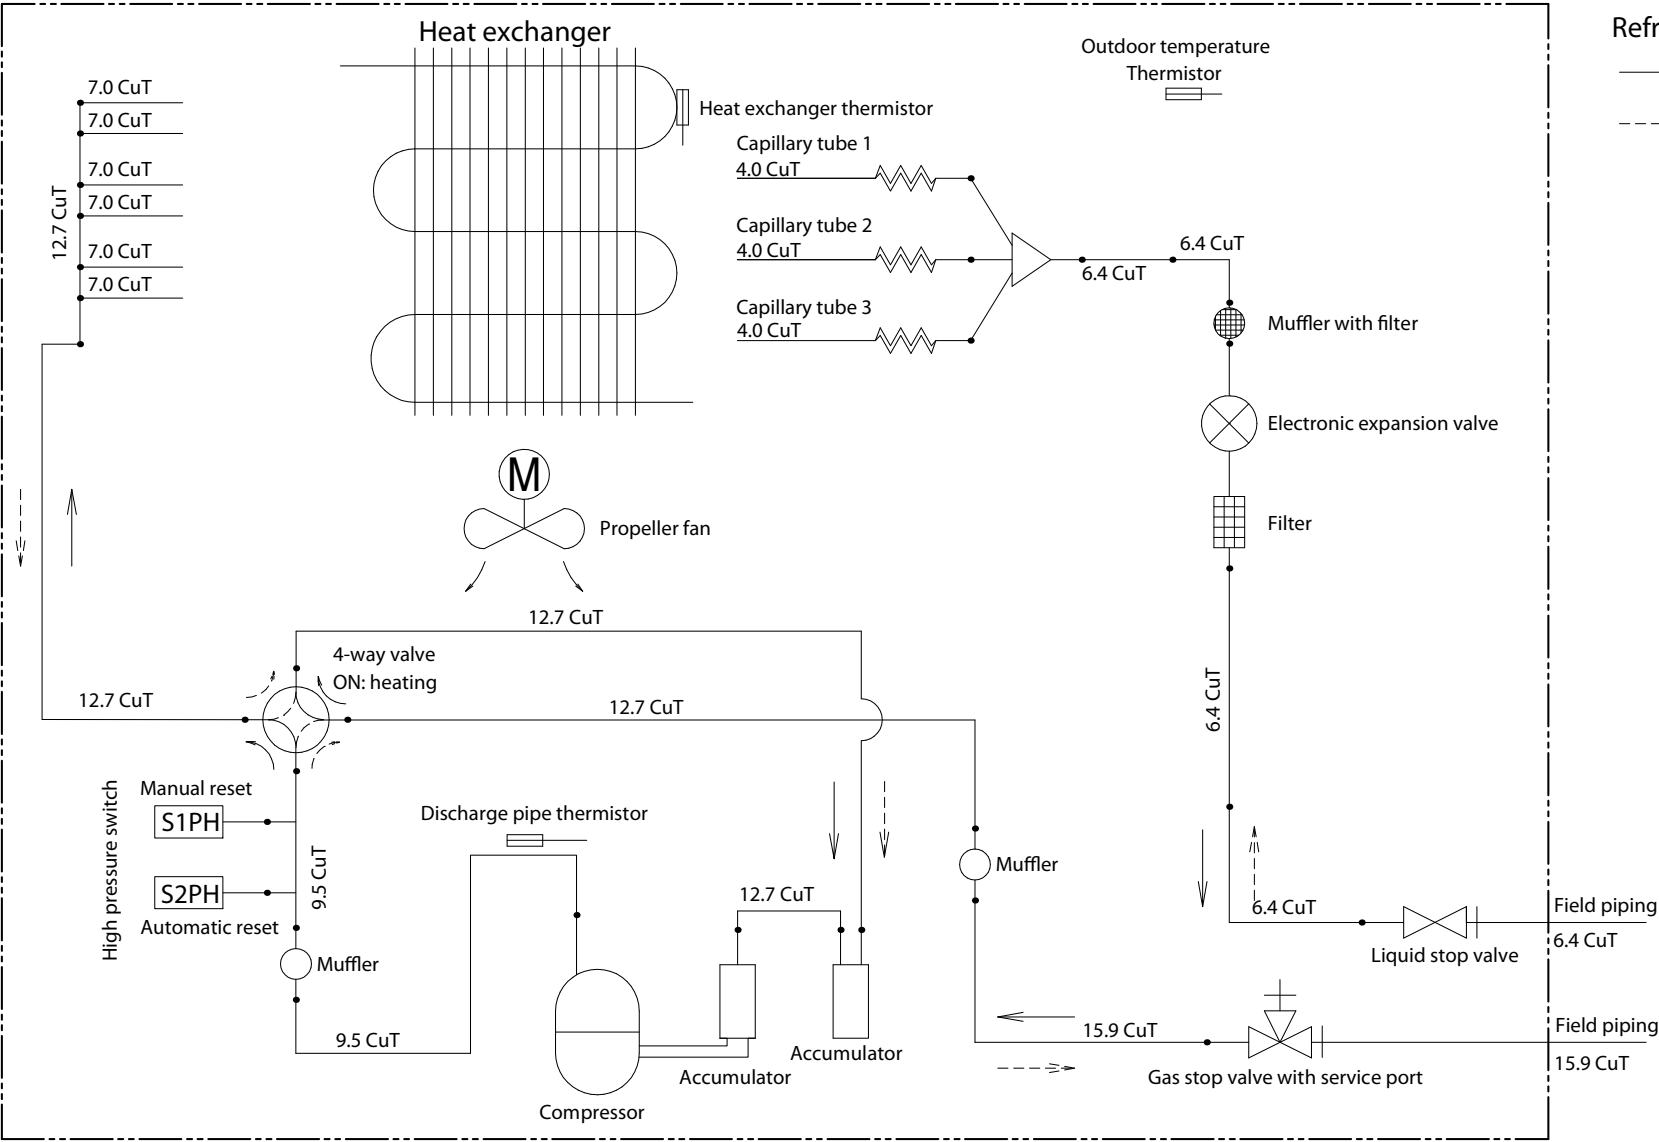 Heat exchanger
Refr
Outdoor temperature
Thermistor
7.0 CuT
7.0 CuT
7.0 CuT
7.0 CuT
7.0 CuT
7.0 CuT
12.7 CuT
Heat exchanger thermistor
Capillary tube 1
4.0 CuT
Capillary tube 2
4.0 CuT
Capillary tube 3
4.0 CuT
6.4 CuT
6.4 CuT
Muffler with filter
Electronic expansion valve
Filter
M
Propeller fan
12.7 CuT
4-way valve
ON: heating
12.7 CuT
12.7 CuT
6.4 CuT
High pressure switch
Manual reset
S1PH
S2PH
Automatic reset
9.5 CuT
Muffler
9.5 CuT
Discharge pipe thermistor
12.7 CuT
Accumulator
Accumulator
Compressor
Muffler
6.4 CuT
Liquid stop valve
Field piping
6.4 CuT
15.9 CuT
Gas stop valve with service port
Field piping
15.9 CuT